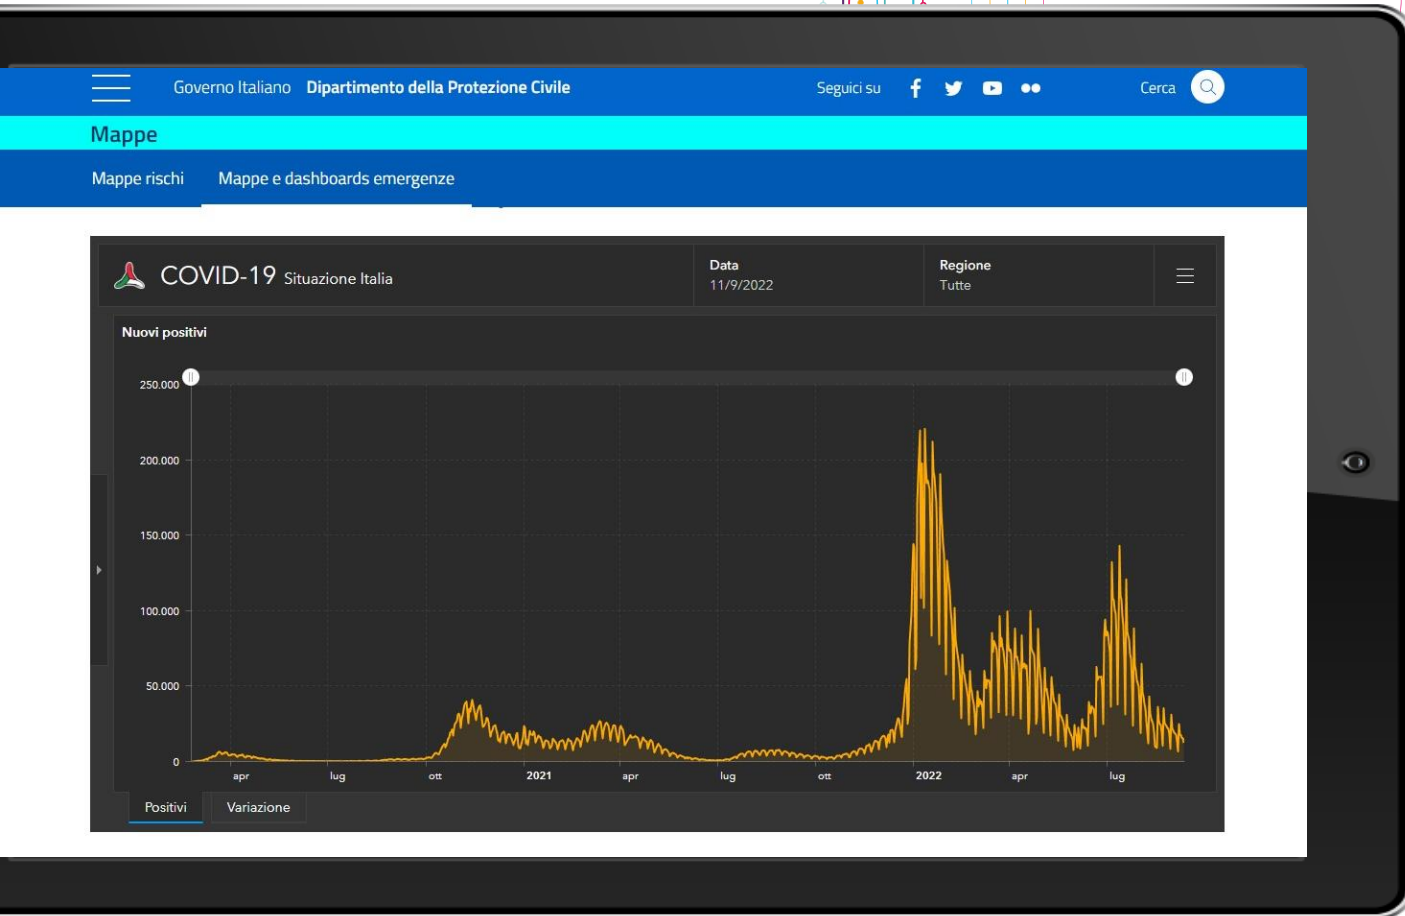 Governo Italiano Dipartimento della Protezione Civile Seguici su Cerca
Mappe
Mappe rischi Mappe e dashboards emergenze
COVID-19 Situazione Italia
Data
11/9/2022
Regione
Tutte
Nuovi positivi
250.000
200.000
150.000
100.000
50.000
0
apr lug ott 2021 apr lug ott 2022 apr lug
Positivi Variazione